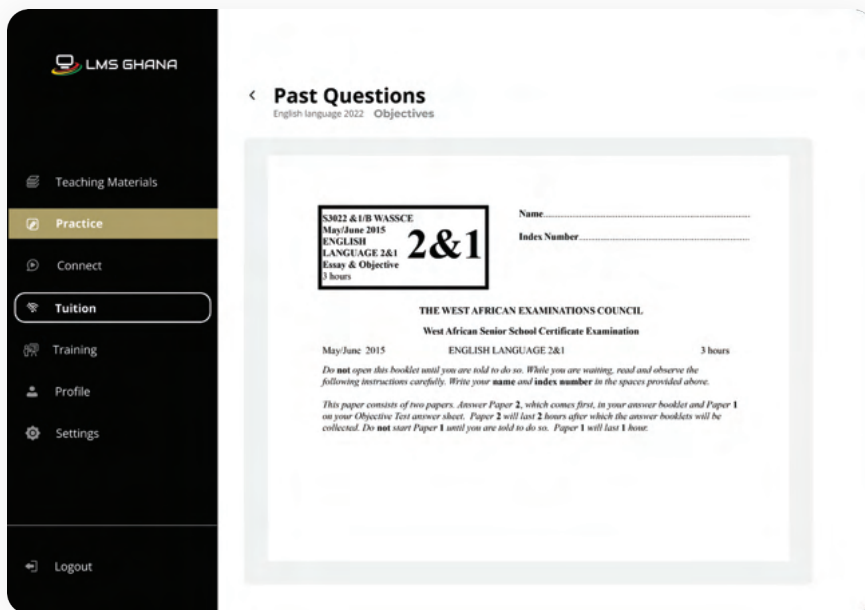 LMS GHANA
Teaching Materials
Practice
Connect
Tuition
Training
Profile
Settings
Logout
Past Questions
English language 2022 Objectives
S3022 &1/B WASSCE
May/June 2015
ENGLISH
LANGUAGE 2&1
Essay & Objective
3 hours
2&1
Name
Index Number
THE WEST AFRICAN EXAMINATIONS COUNCIL
West African Senior School Certificate Examination
May/June 2015 ENGLISH LANGUAGE 2&1 3 hours
Do not open this booklet until you are told to do so. While you are waiting, read and observe the
following instructions carefully. Write your name and index number in the spaces provided above.
This paper consists of two papers. Answer Paper 2, which comes first, in your answer booklet and Paper 1
on your Objective Test answer sheet. Paper 2 will last 2 hours after which the answer booklets will be
collected. Do not start Paper 1 until you are told to do so. Paper 1 will last 1 hour.